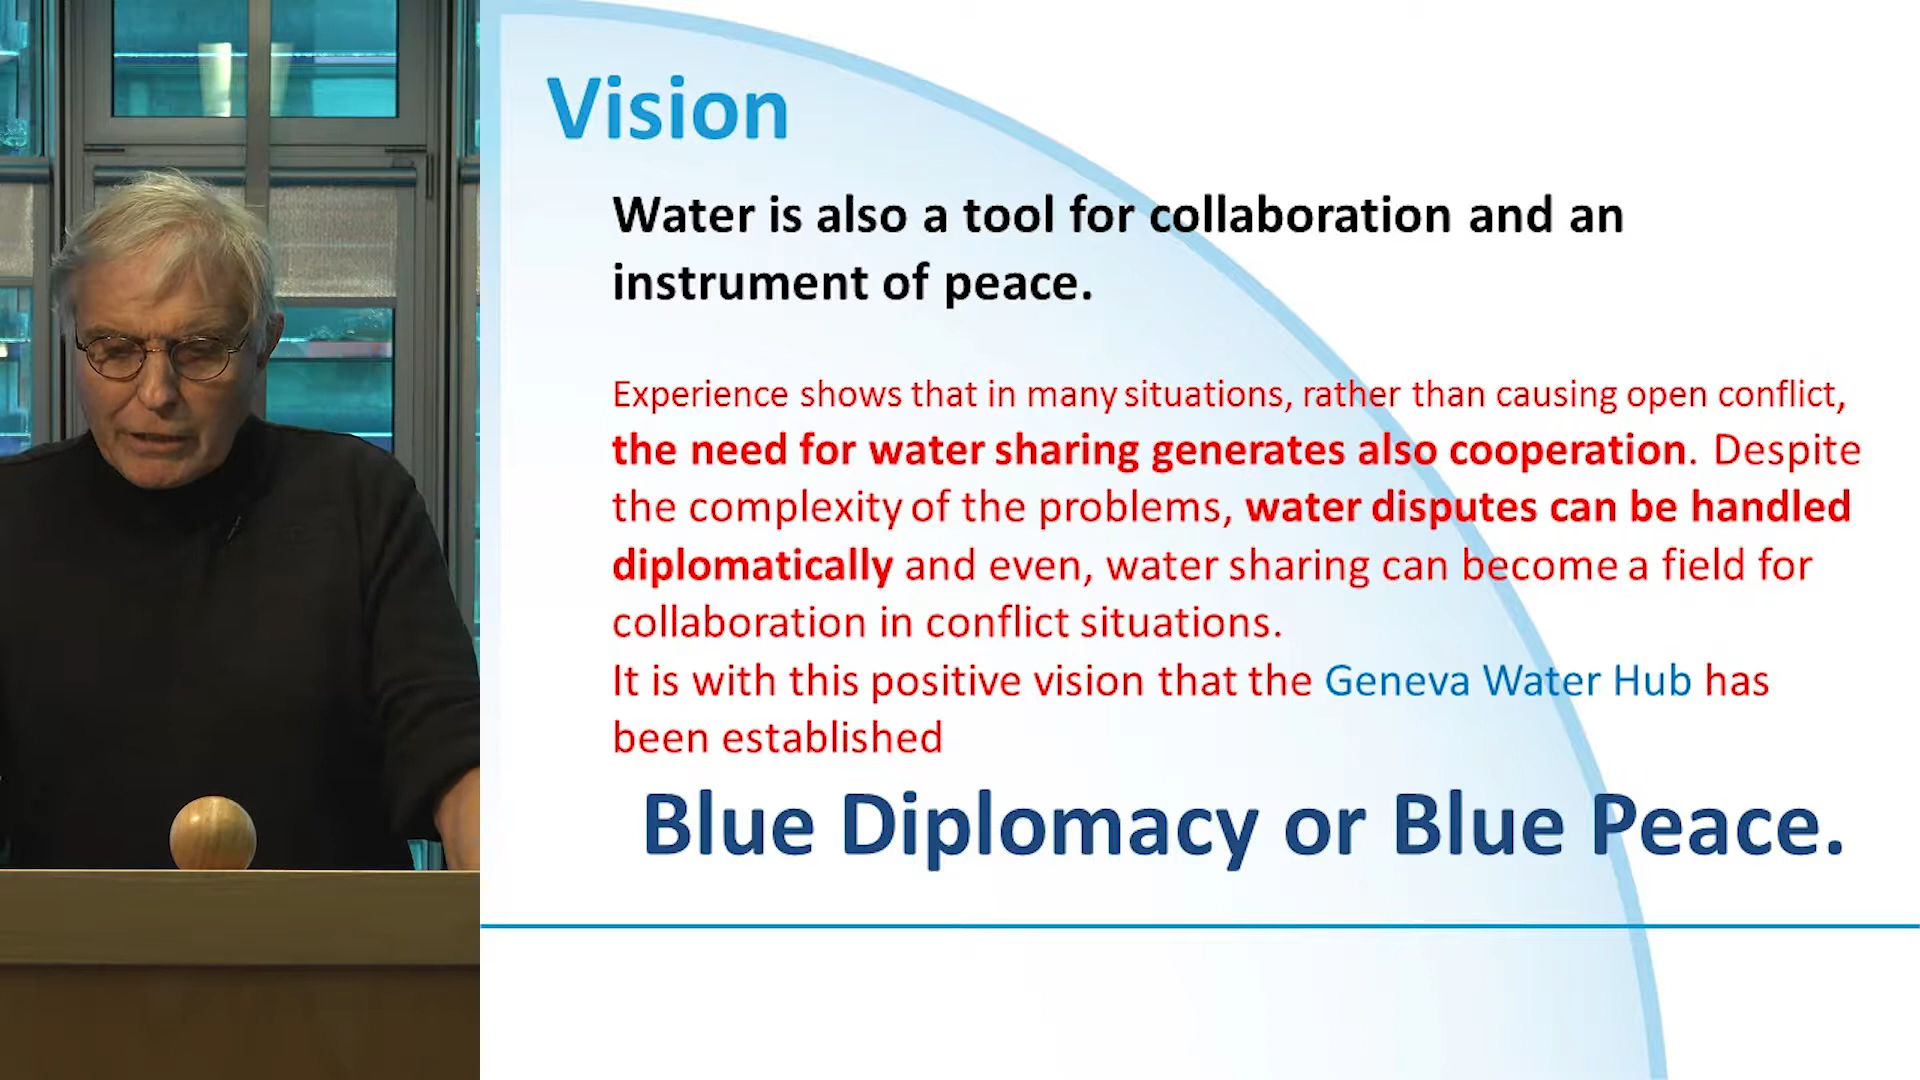 Vision
Water is also a tool for collaboration and an
instrument of peace.
Experience shows that in many situations, rather than causing open conflict,
the need for water sharing generates also cooperation. Despite
the complexity of the problems, water disputes can be handled
diplomatically and even, water sharing can become a field for
collaboration in conflict situations.
It is with this positive vision that the Geneva Water Hub has
been established
Blue Diplomacy or Blue Peace.